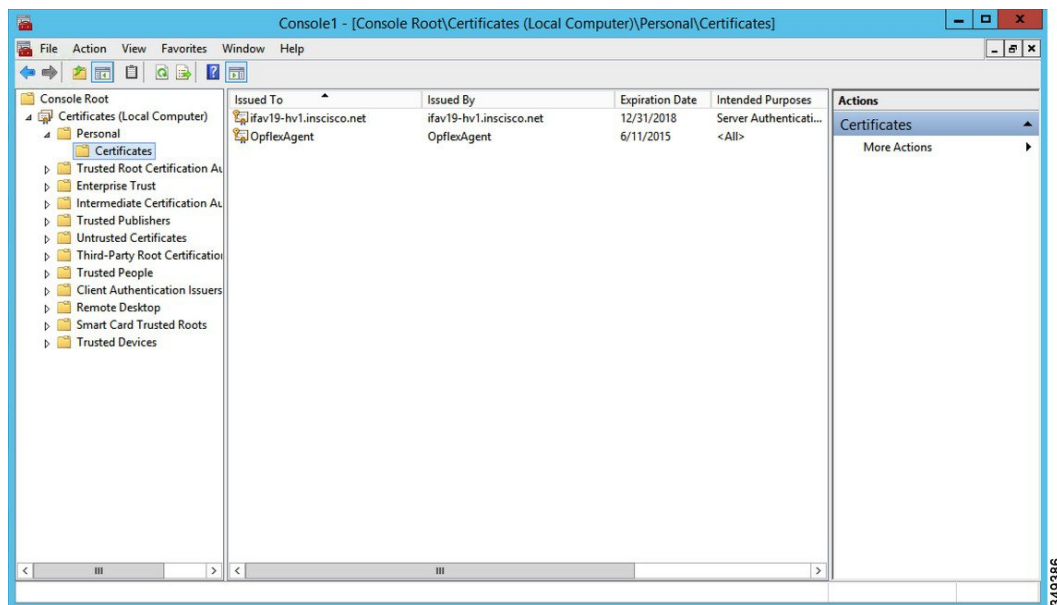 Console1 - [Console Root\Certificates (Local Computer)\Personal\Certificates]
File Action View Favorites Window Help
Console Root
Certificates (Local Computer)
Personal
Certificates
Trusted Root Certification Au
Enterprise Trust
Intermediate Certification Au
Trusted Publishers
Untrusted Certificates
Third-Party Root Certification
Trusted People
Client Authentication Issuers
Remote Desktop
Smart Card Trusted Roots
Trusted Devices
Issued To Issued By Expiration Date Intended Purposes
ifav19-hv1.inscisco.net ifav19-hv1.inscisco.net 12/31/2018 Server Authenticati...
OpflexAgent OpflexAgent 6/11/2015 <All>
Actions
Certificates
More Actions
349386